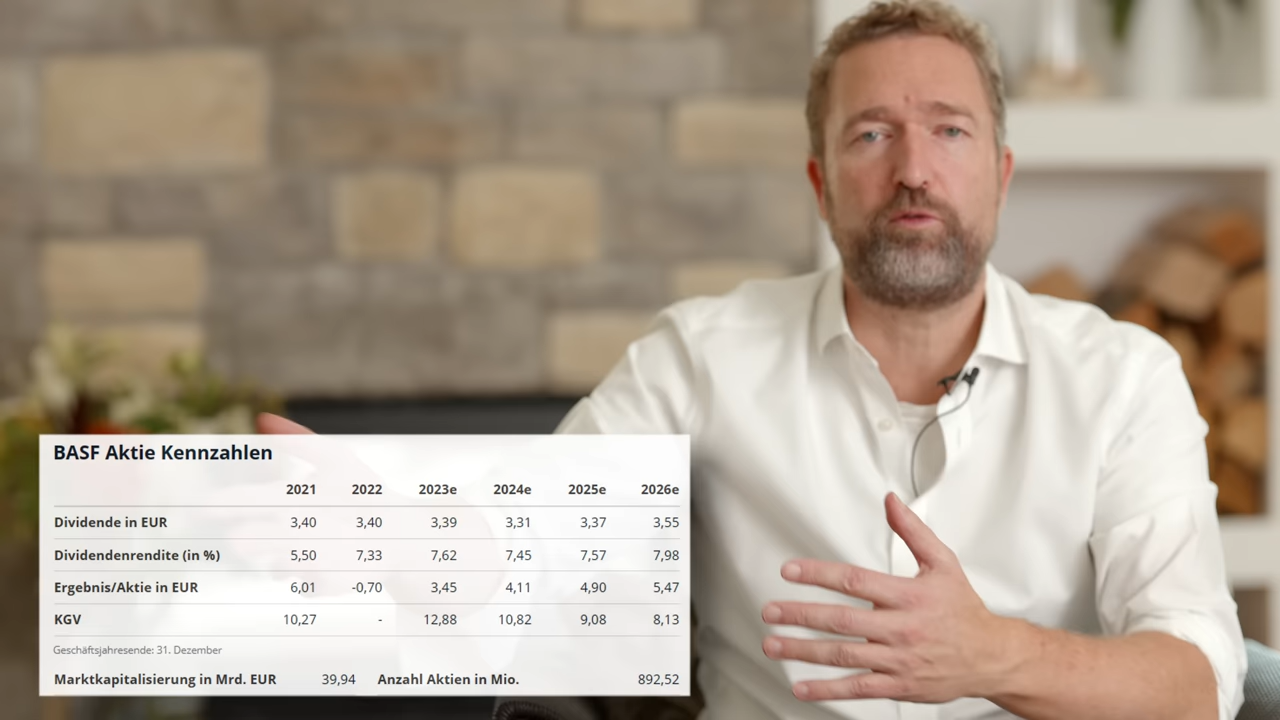 BASF Aktie Kennzahlen
2021 2022 2023e 2024e 2025e 2026e
Dividende in EUR 3,40 3,40 3,39 3,31 3,37 3,55
Dividendenrendite (in %) 5,50 7,33 7,62 7,45 7,57 7,98
Ergebnis/Aktie in EUR 6,01 -0,70 3,45 4,11 4,90 5,47
KGV 10,27 - 12,88 10,82 9,08 8,13
Geschäftsjahresende: 31. Dezember
Marktkapitalisierung in Mrd. EUR 39,94 Anzahl Aktien in Mio. 892,52